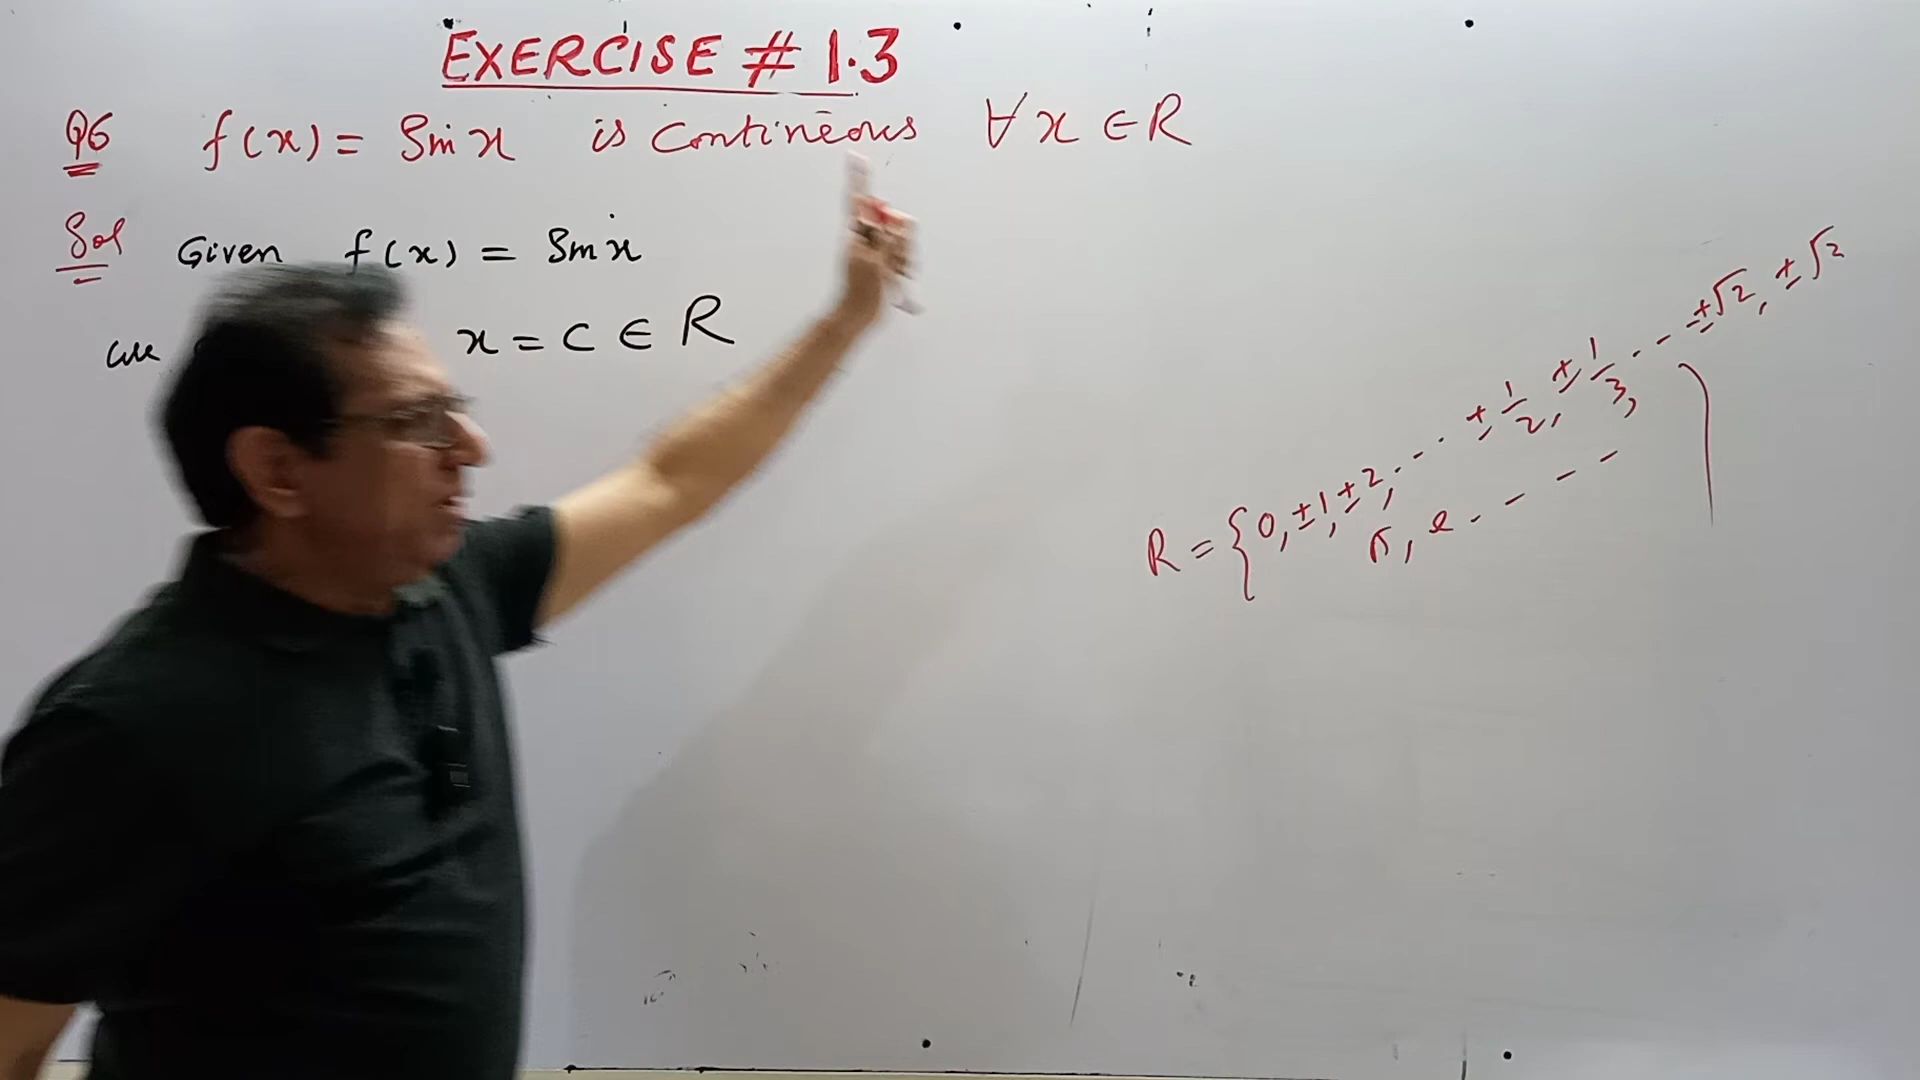 EXERCISE # 1.3
Q6 f(x) = Sin x is Contineous ∀ x ∈ R
Sol Given f(x) = Sin x
x = C ∈ R
±√2, ±√2
R = {0, ±1, ±2, . . . ± 1/2, ± 1/3, . . .
π, e . - - - -